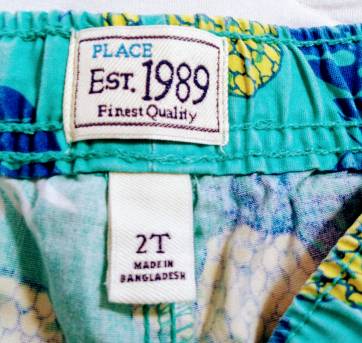 PLACE
EST. 1989
Finest Quality
2T
MADE IN
BANGLADESH